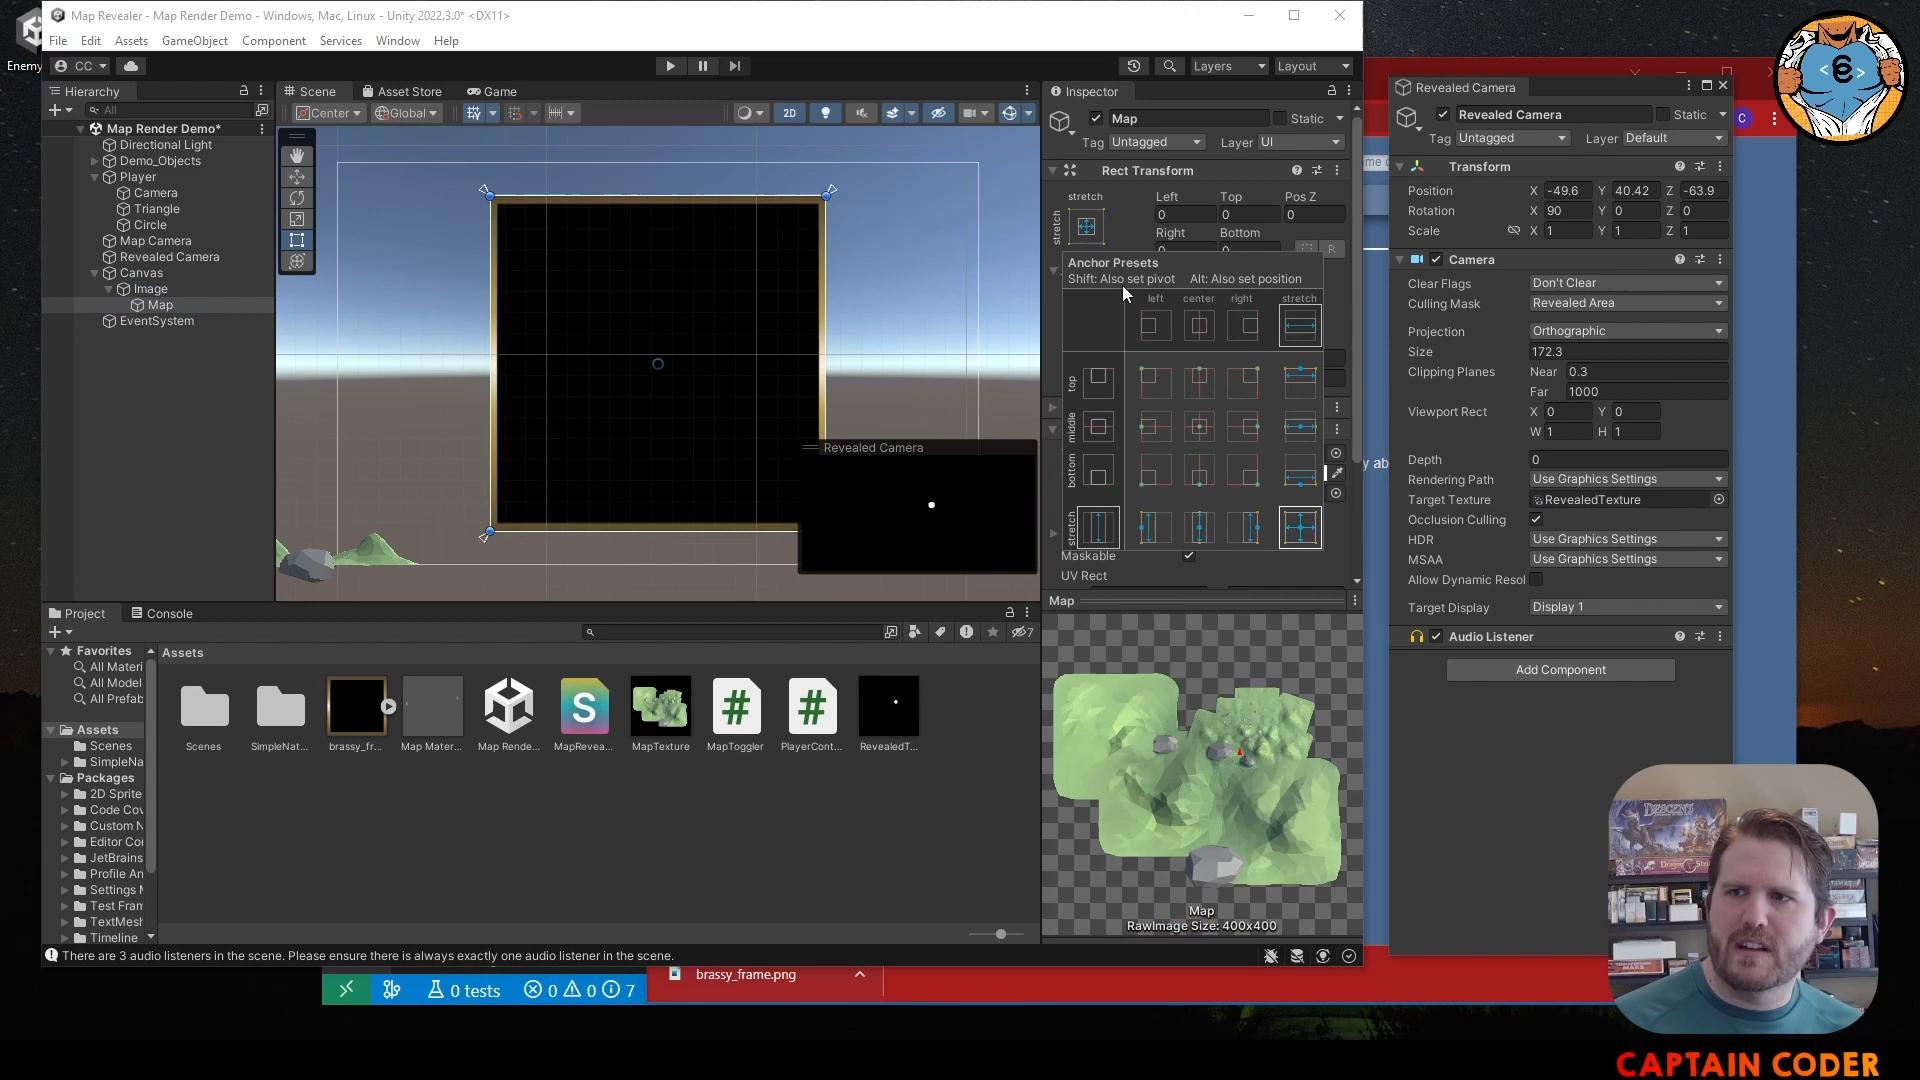 Map Revealer - Map Render Demo - Windows, Mac, Linux - Unity 2022.3.0* <DX11>
Enemy
File Edit Assets GameObject Component Services Window Help
CC
Layers Layout
Hierarchy
All
Map Render Demo*
Directional Light
Demo_Objects
Player
Camera
Triangle
Circle
Map Camera
Revealed Camera
Canvas
Image
Map
EventSystem
Scene Asset Store Game
Center Global 2D
Revealed Camera
Inspector
Map Static
Tag Untagged Layer UI
Rect Transform
stretch Left Top Pos Z
stretch 0 0 0
Right Bottom
R
Anchor Presets
Shift: Also set pivot Alt: Also set position
left center right stretch
top
middle
bottom
stretch
Maskable
UV Rect
Map
Map
RawImage Size: 400x400
Project Console
7
Favorites
All Materi
All Model
All Prefab
Assets
Scenes
SimpleNa
Packages
2D Sprite
Code Cov
Custom N
Editor Co
JetBrains
Profile An
Settings M
Test Fram
TextMesh
Timeline
Assets
Scenes SimpleNat... brassy_fr... Map Mater... Map Rende... MapRevea... MapTexture MapToggler PlayerCont... RevealedT...
There are 3 audio listeners in the scene. Please ensure there is always exactly one audio listener in the scene.
0 tests 0 0 7
brassy_frame.png
Revealed Camera
Revealed Camera Static
Tag Untagged Layer Default
Transform
Position X -49.6 Y 40.42 Z -63.9
Rotation X 90 Y 0 Z 0
Scale X 1 Y 1 Z 1
Camera
Clear Flags Don't Clear
Culling Mask Revealed Area
Projection Orthographic
Size 172.3
Clipping Planes Near 0.3
Far 1000
Viewport Rect X 0 Y 0
W 1 H 1
Depth 0
Rendering Path Use Graphics Settings
Target Texture RevealedTexture
Occlusion Culling
HDR Use Graphics Settings
MSAA Use Graphics Settings
Allow Dynamic Resol
Target Display Display 1
Audio Listener
Add Component
C
y ab
DESCENT
CAPTAIN CODER